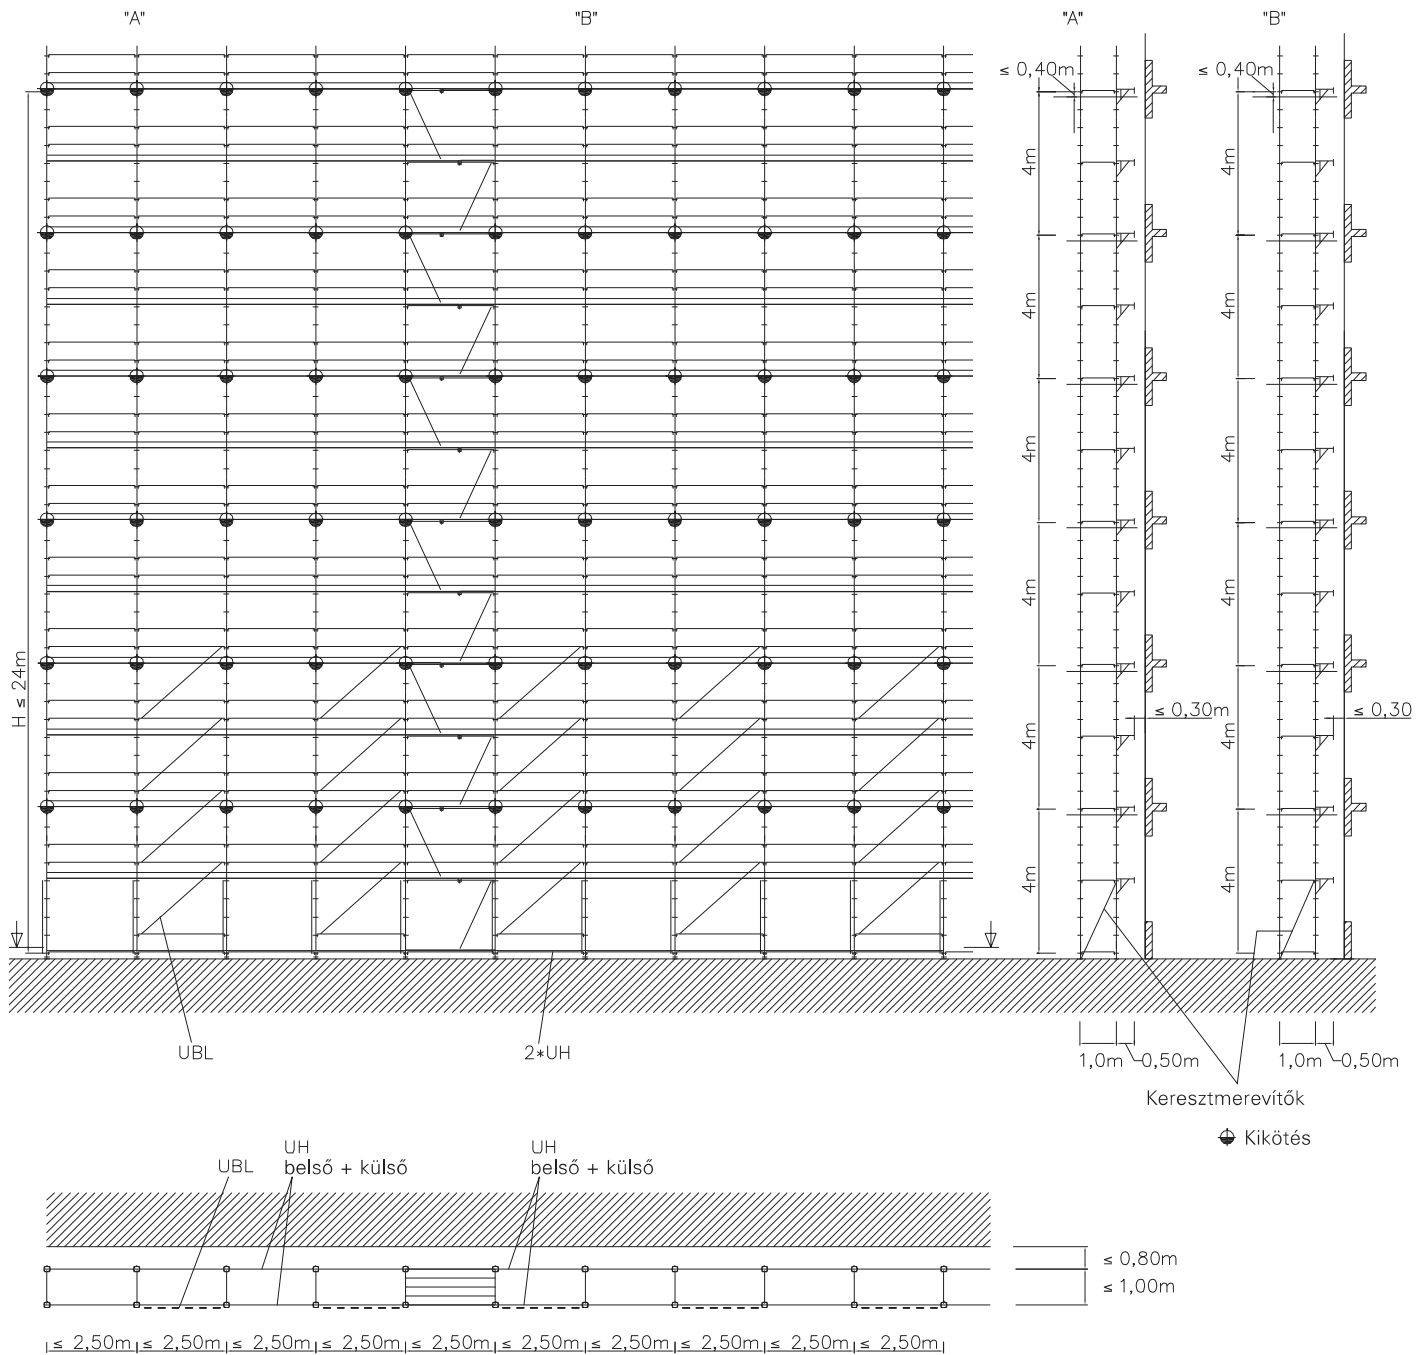 "A" "B" "A" "B"
≤ 0,40m ≤ 0,40m
4m 4m
4m 4m
4m 4m
4m 4m
H ≤ 24m
≤ 0,30m ≤ 0,30
4m 4m
4m 4m
UBL 2*UH
1,0m 0,50m 1,0m 0,50m
Keresztmerevítők
Kikötés
UH UH
UBL belső + külső belső + külső
≤ 0,80m
≤ 1,00m
≤ 2,50m ≤ 2,50m ≤ 2,50m ≤ 2,50m ≤ 2,50m ≤ 2,50m ≤ 2,50m ≤ 2,50m ≤ 2,50m ≤ 2,50m